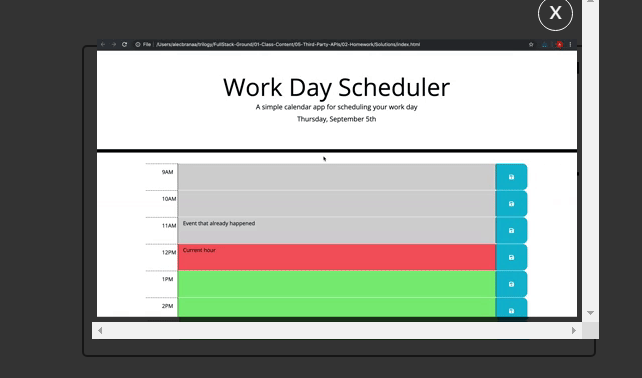 X
File | /Users/alecbranaa/trilogy/FullStack-Ground/01-Class-Content/05-Third-Party-APIs/02-Homework/Solutions/index.html
Work Day Scheduler
A simple calendar app for scheduling your work day
Thursday, September 5th
9AM
10AM
11AM Event that already happened
12PM Current hour
1PM
2PM